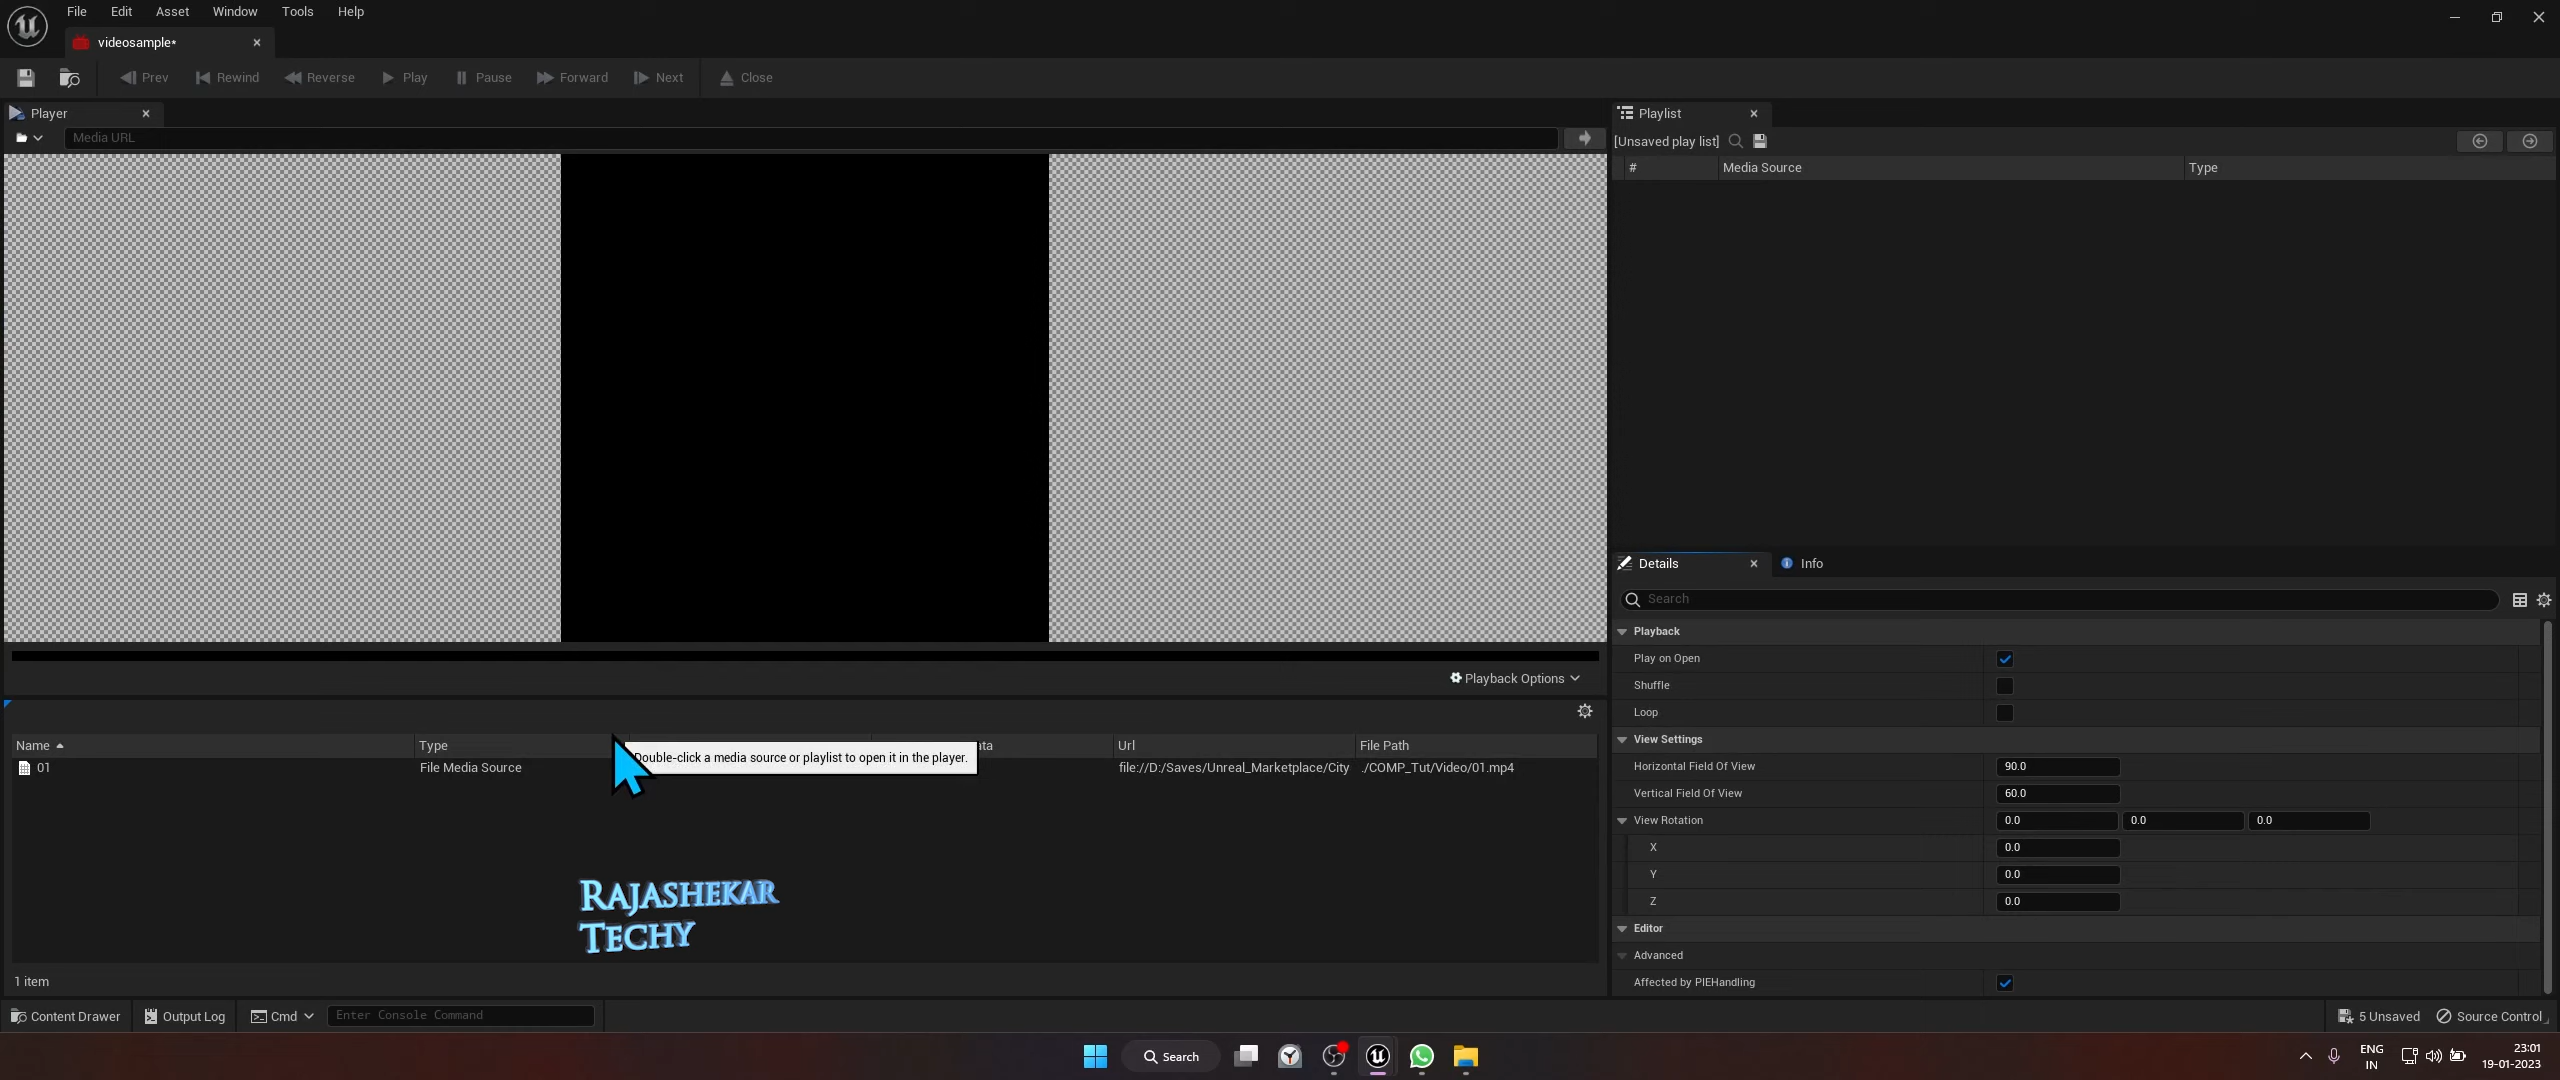 File Edit Asset Window Tools Help
videosample*
Prev Rewind Reverse Play Pause Forward Next Close
Player
Media URL
Playlist
[Unsaved play list]
# Media Source Type
Details Info
Search
Playback
Play on Open
Shuffle
Loop
View Settings
Horizontal Field Of View 90.0
Vertical Field Of View 60.0
View Rotation 0.0 0.0 0.0
X 0.0
Y 0.0
Z 0.0
Editor
Advanced
Affected by PIEHandling
Playback Options
Name Type ata Url File Path
Double-click a media source or playlist to open it in the player.
01 File Media Source file://D:/Saves/Unreal_Marketplace/City ./COMP_Tut/Video/01.mp4
RAJASHEKAR
TECHY
1 item
Content Drawer Output Log Cmd Enter Console Command 5 Unsaved Source Control
Search
ENG
IN
23:01
19-01-2023